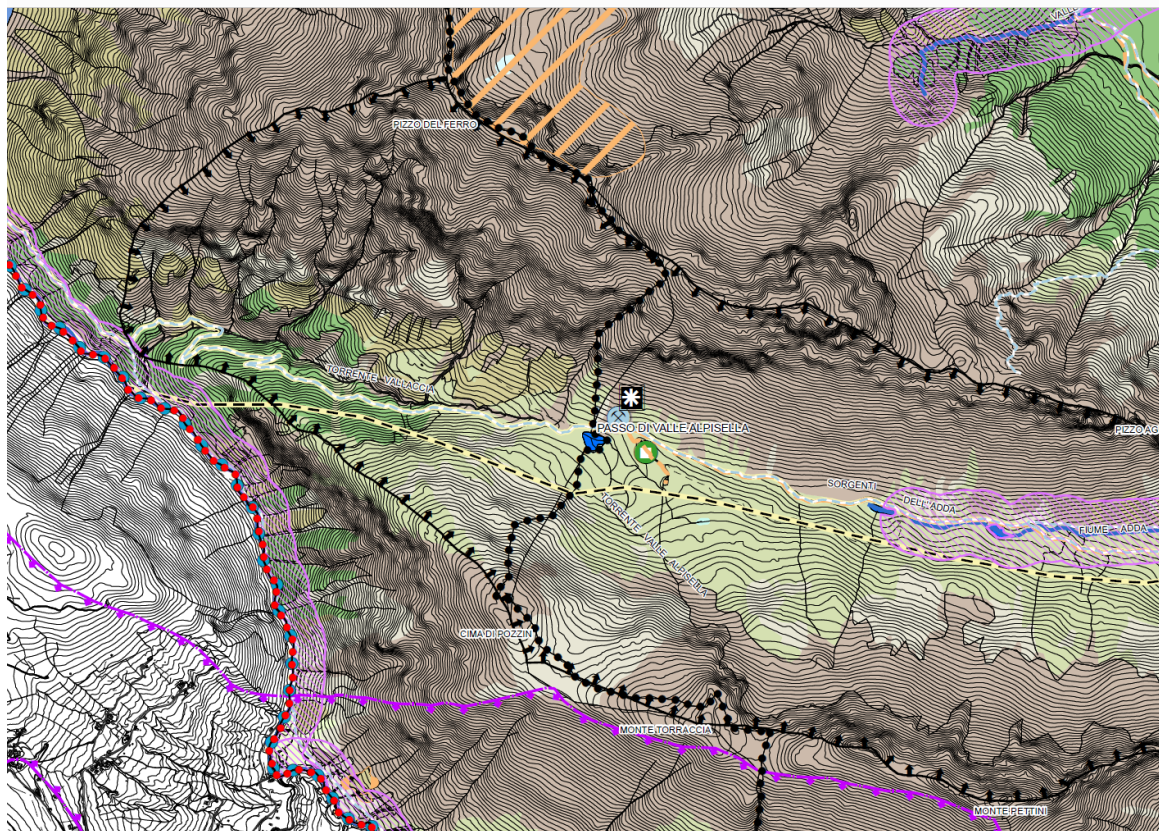 VALLE
PIZZO DEL FERRO
TORRENTE VALLACCIA
PASSO DI VALLE ALPISELLA
PIZZO AG
SORGENTI
DELL'ADDA
FIUME ADDA
TORRENTE VALLE ALPISELLA
CIMA DI POZZIN
MONTE TORRACCIA
MONTE PETTINI